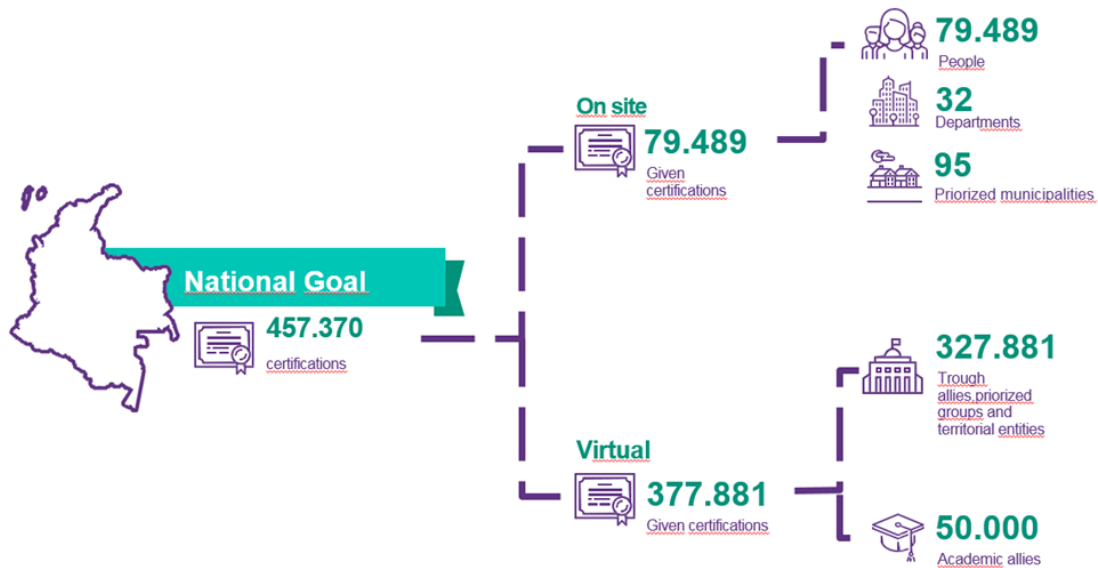 National Goal
457.370
certifications
On site
79.489
Given
certifications
79.489
People
32
Departments
95
Priorized municipalities
Virtual
377.881
Given certifications
327.881
Trough
allies,priorized
groups and
territorial entities
50.000
Academic allies